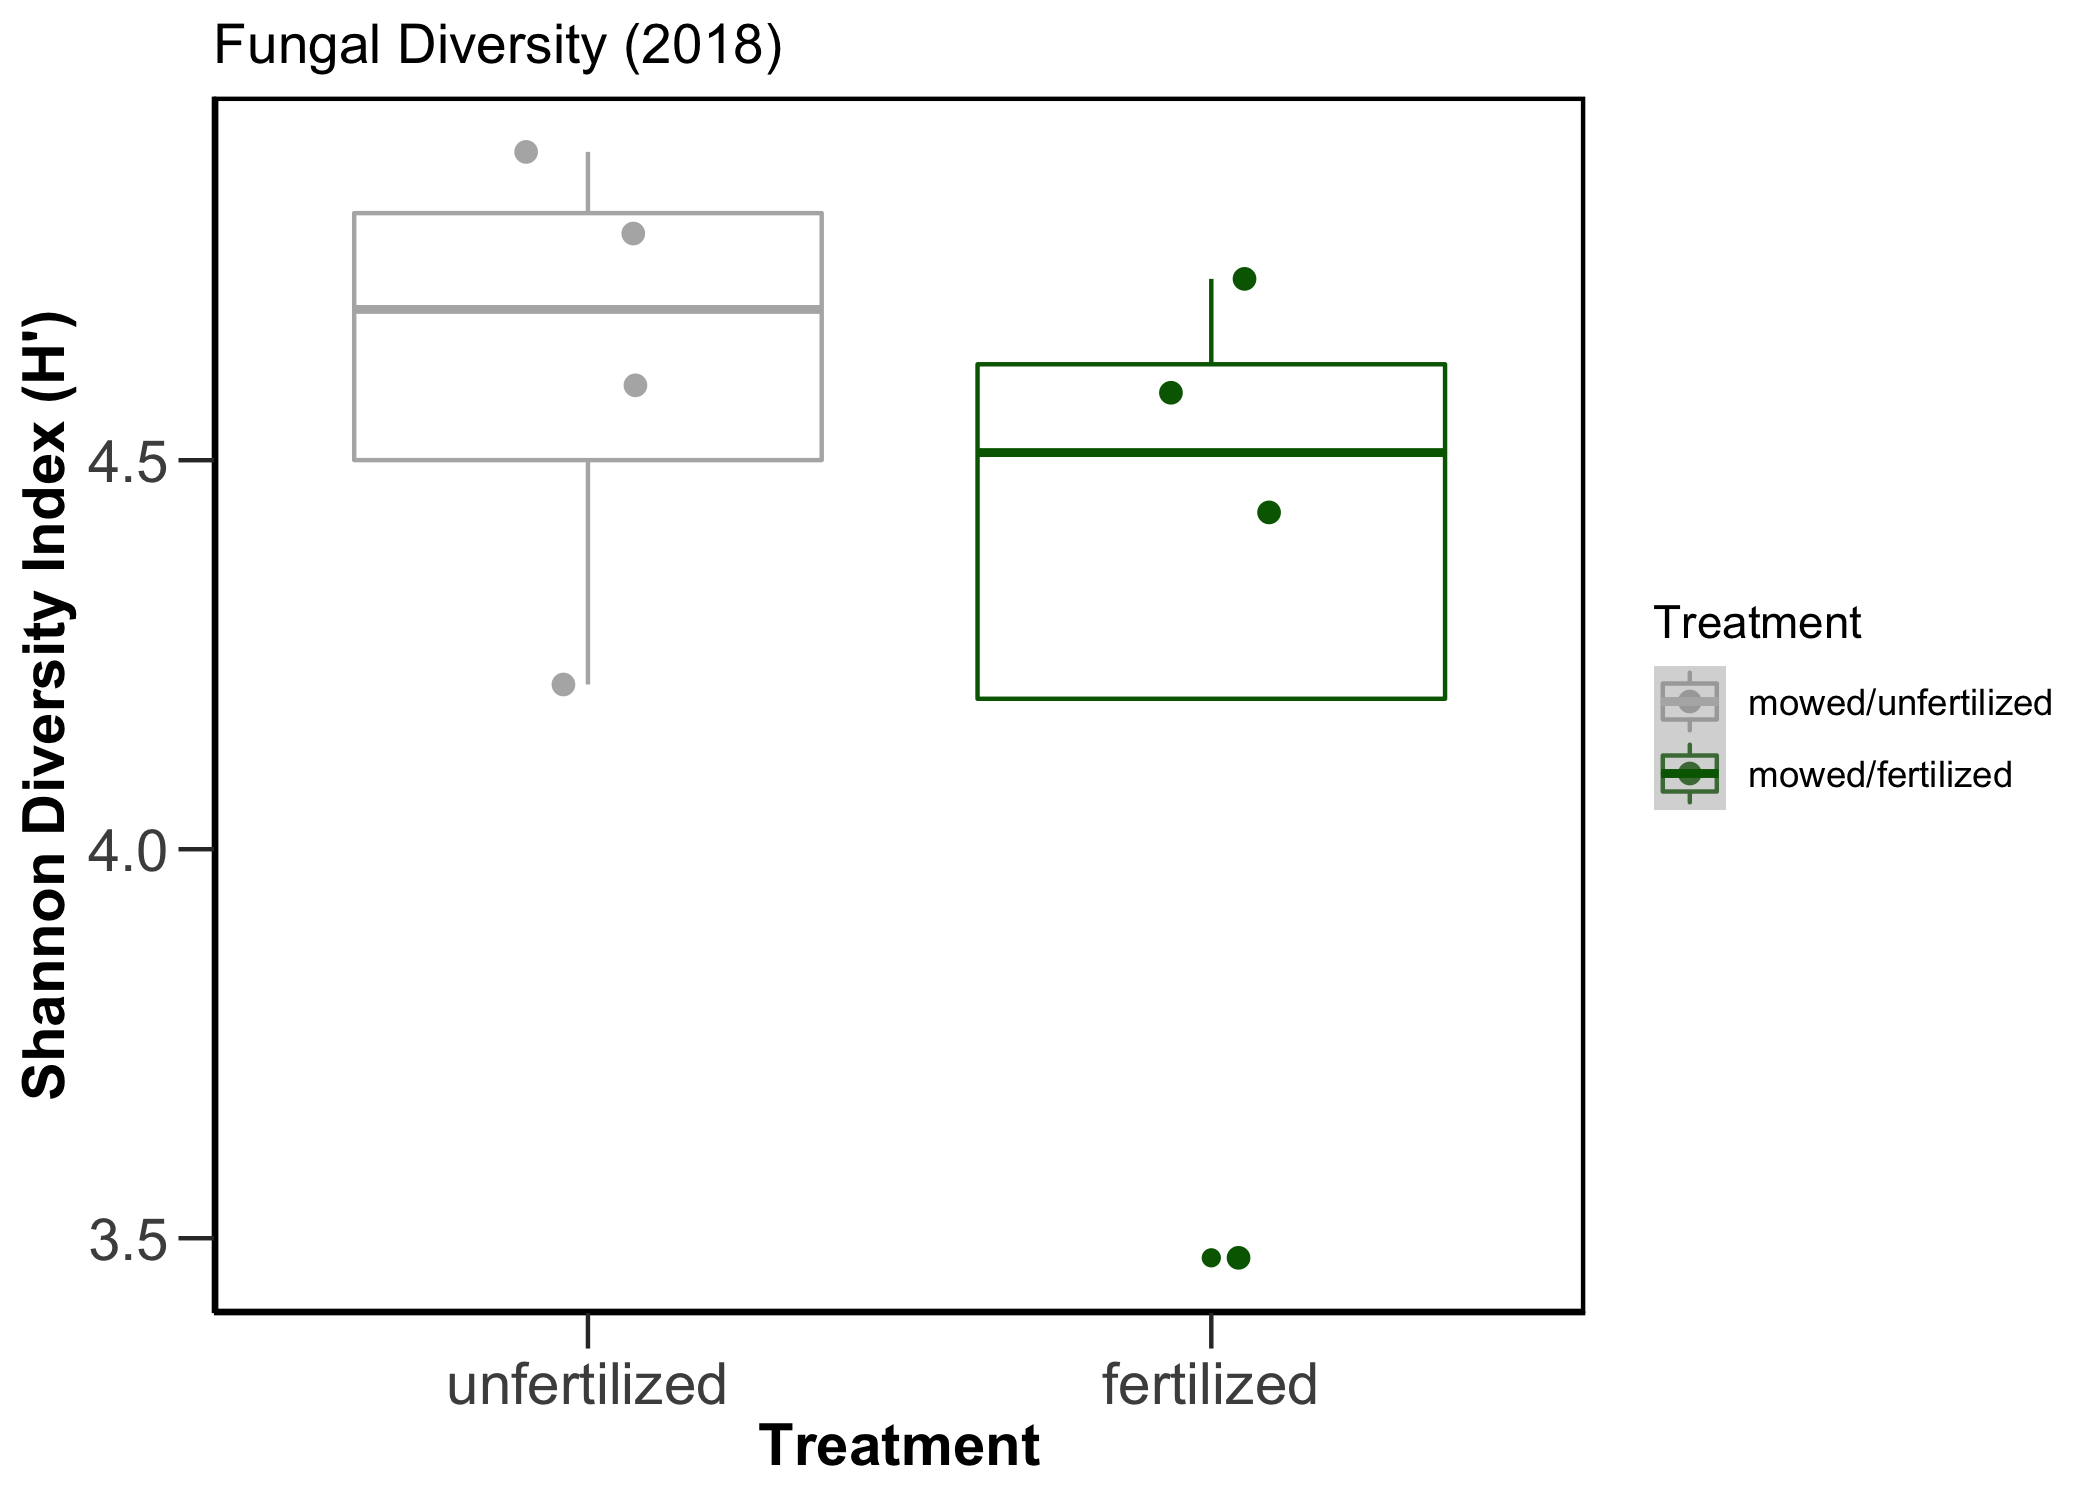 Fungal Diversity (2018)
Shannon Diversity Index (H')
4.5
4.0
3.5
unfertilized
fertilized
Treatment
Treatment
mowed/unfertilized
mowed/fertilized